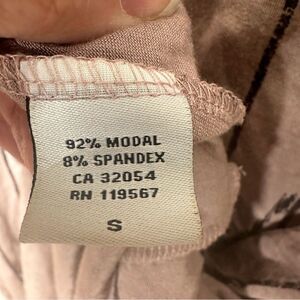 92% MODAL
8% SPANDEX
CA 32054
RN 119567
S